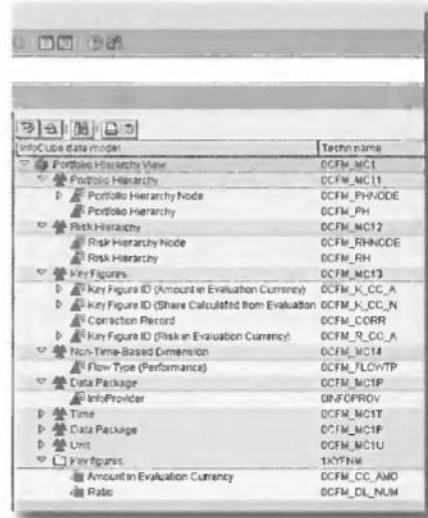 InfoCube data model Techn name
Portfolio Hierarchy View 0CFM_MC1
Portfolio Hierarchy 0CFM_MC11
Portfolio Hierarchy Node 0CFM_PHNODE
Portfolio Hierarchy 0CFM_PH
Risk Hierarchy 0CFM_MC12
Risk Hierarchy Node 0CFM_RHNODE
Risk Hierarchy 0CFM_RH
Key Figures 0CFM_MC13
Key Figure ID (Amount in Evaluation Currency) 0CFM_K_CC_A
Key Figure ID (Share Calculated from Evaluation 0CFM_K_CC_N
Correction Record 0CFM_CORR
Key Figure ID (Risk in Evaluation Currency) 0CFM_R_CC_A
Non-Time-Based Dimension 0CFM_MC14
Flow Type (Performance) 0CFM_FLOWTP
Data Package 0CFM_MC1P
InfoProvider 0INFOPROV
Time 0CFM_MC1T
Data Package 0CFM_MC1P
Unit 0CFM_MC1U
Key figures 1KYFNM
Amount in Evaluation Currency 0CFM_CC_AMO
Ratio 0CFM_DL_NUM